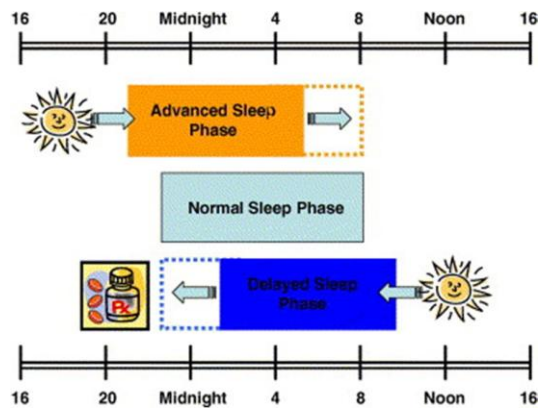 16 20 Midnight 4 8 Noon 16
Advanced Sleep
Phase
Normal Sleep Phase
Delayed Sleep
Phase
Rx
16 20 Midnight 4 8 Noon 16